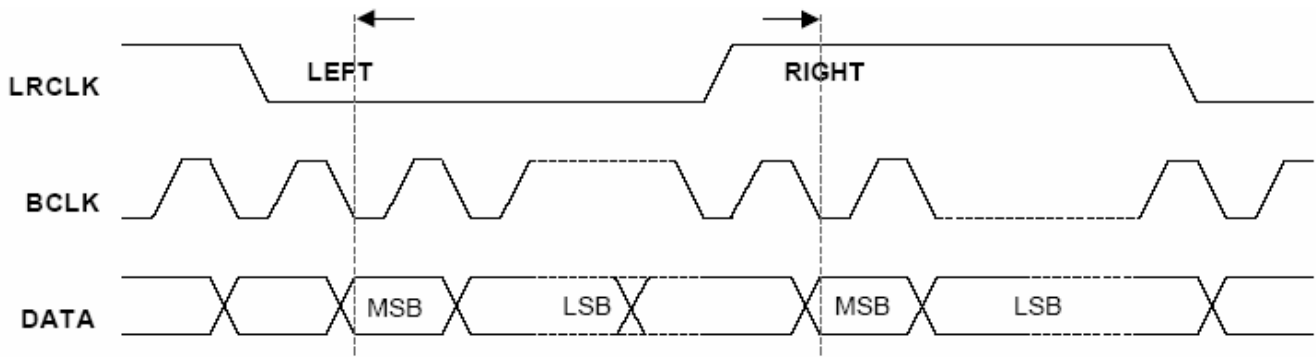 LEFT RIGHT
LRCLK
BCLK
DATA MSB LSB MSB LSB